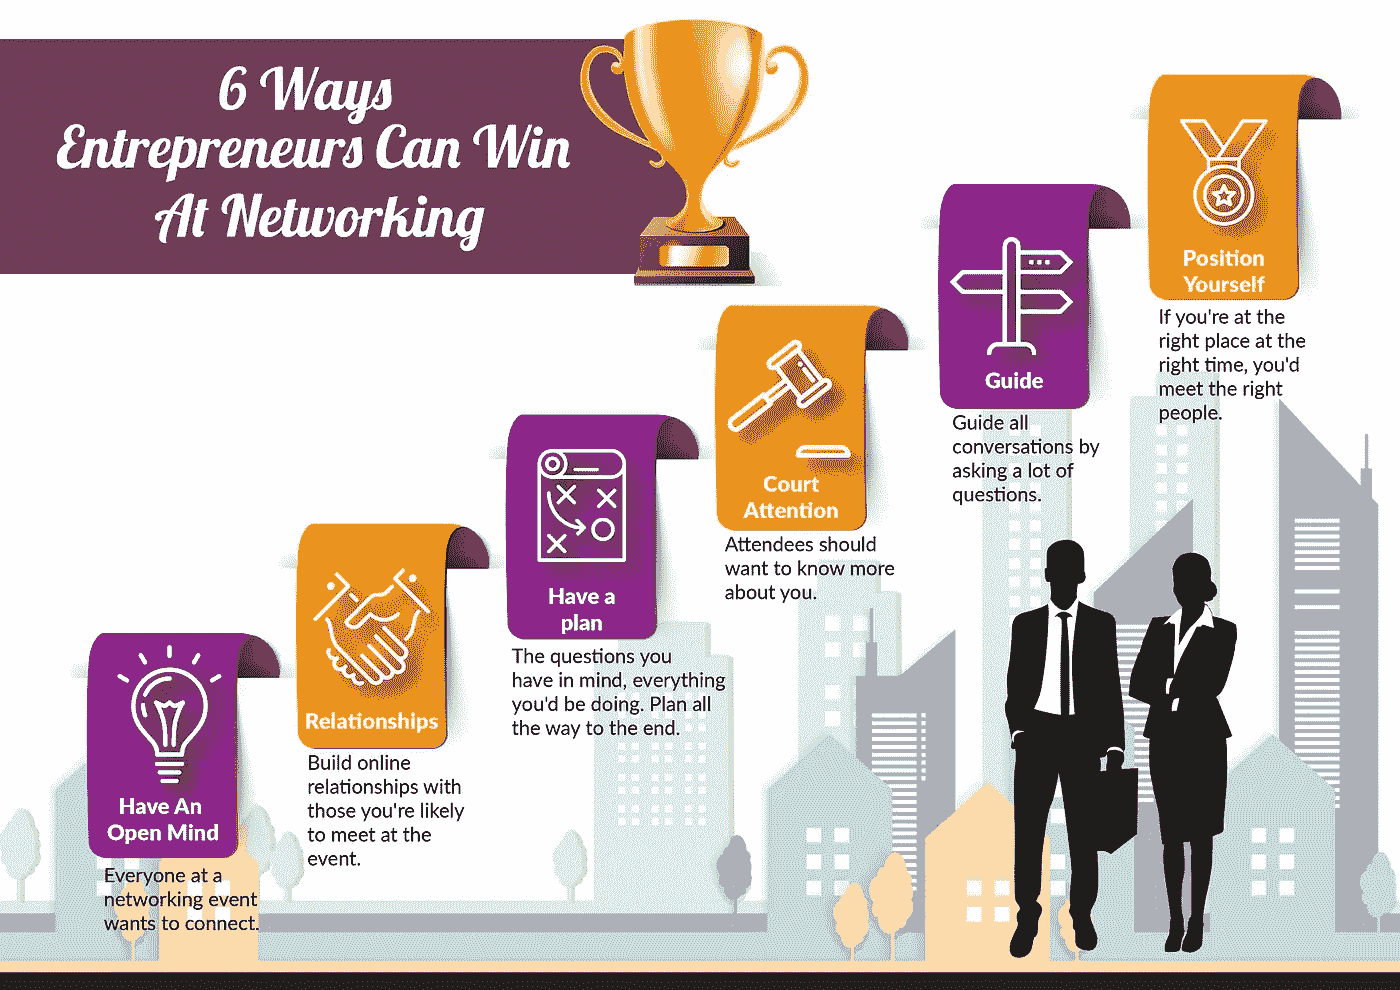 6 Ways
Entrepreneurs Can Win
At Networking
Have An
Open Mind
Everyone at a
networking event
wants to connect.
Relationships
Build online
relationships with
those you're likely
to meet at the
event.
Have a
plan
The questions you
have in mind, everything
you'd be doing. Plan all
the way to the end.
Court
Attention
Attendees should
want to know more
about you.
Guide
Guide all
conversations by
asking a lot of
questions.
Position
Yourself
If you're at the
right place at the
right time, you'd
meet the right
people.